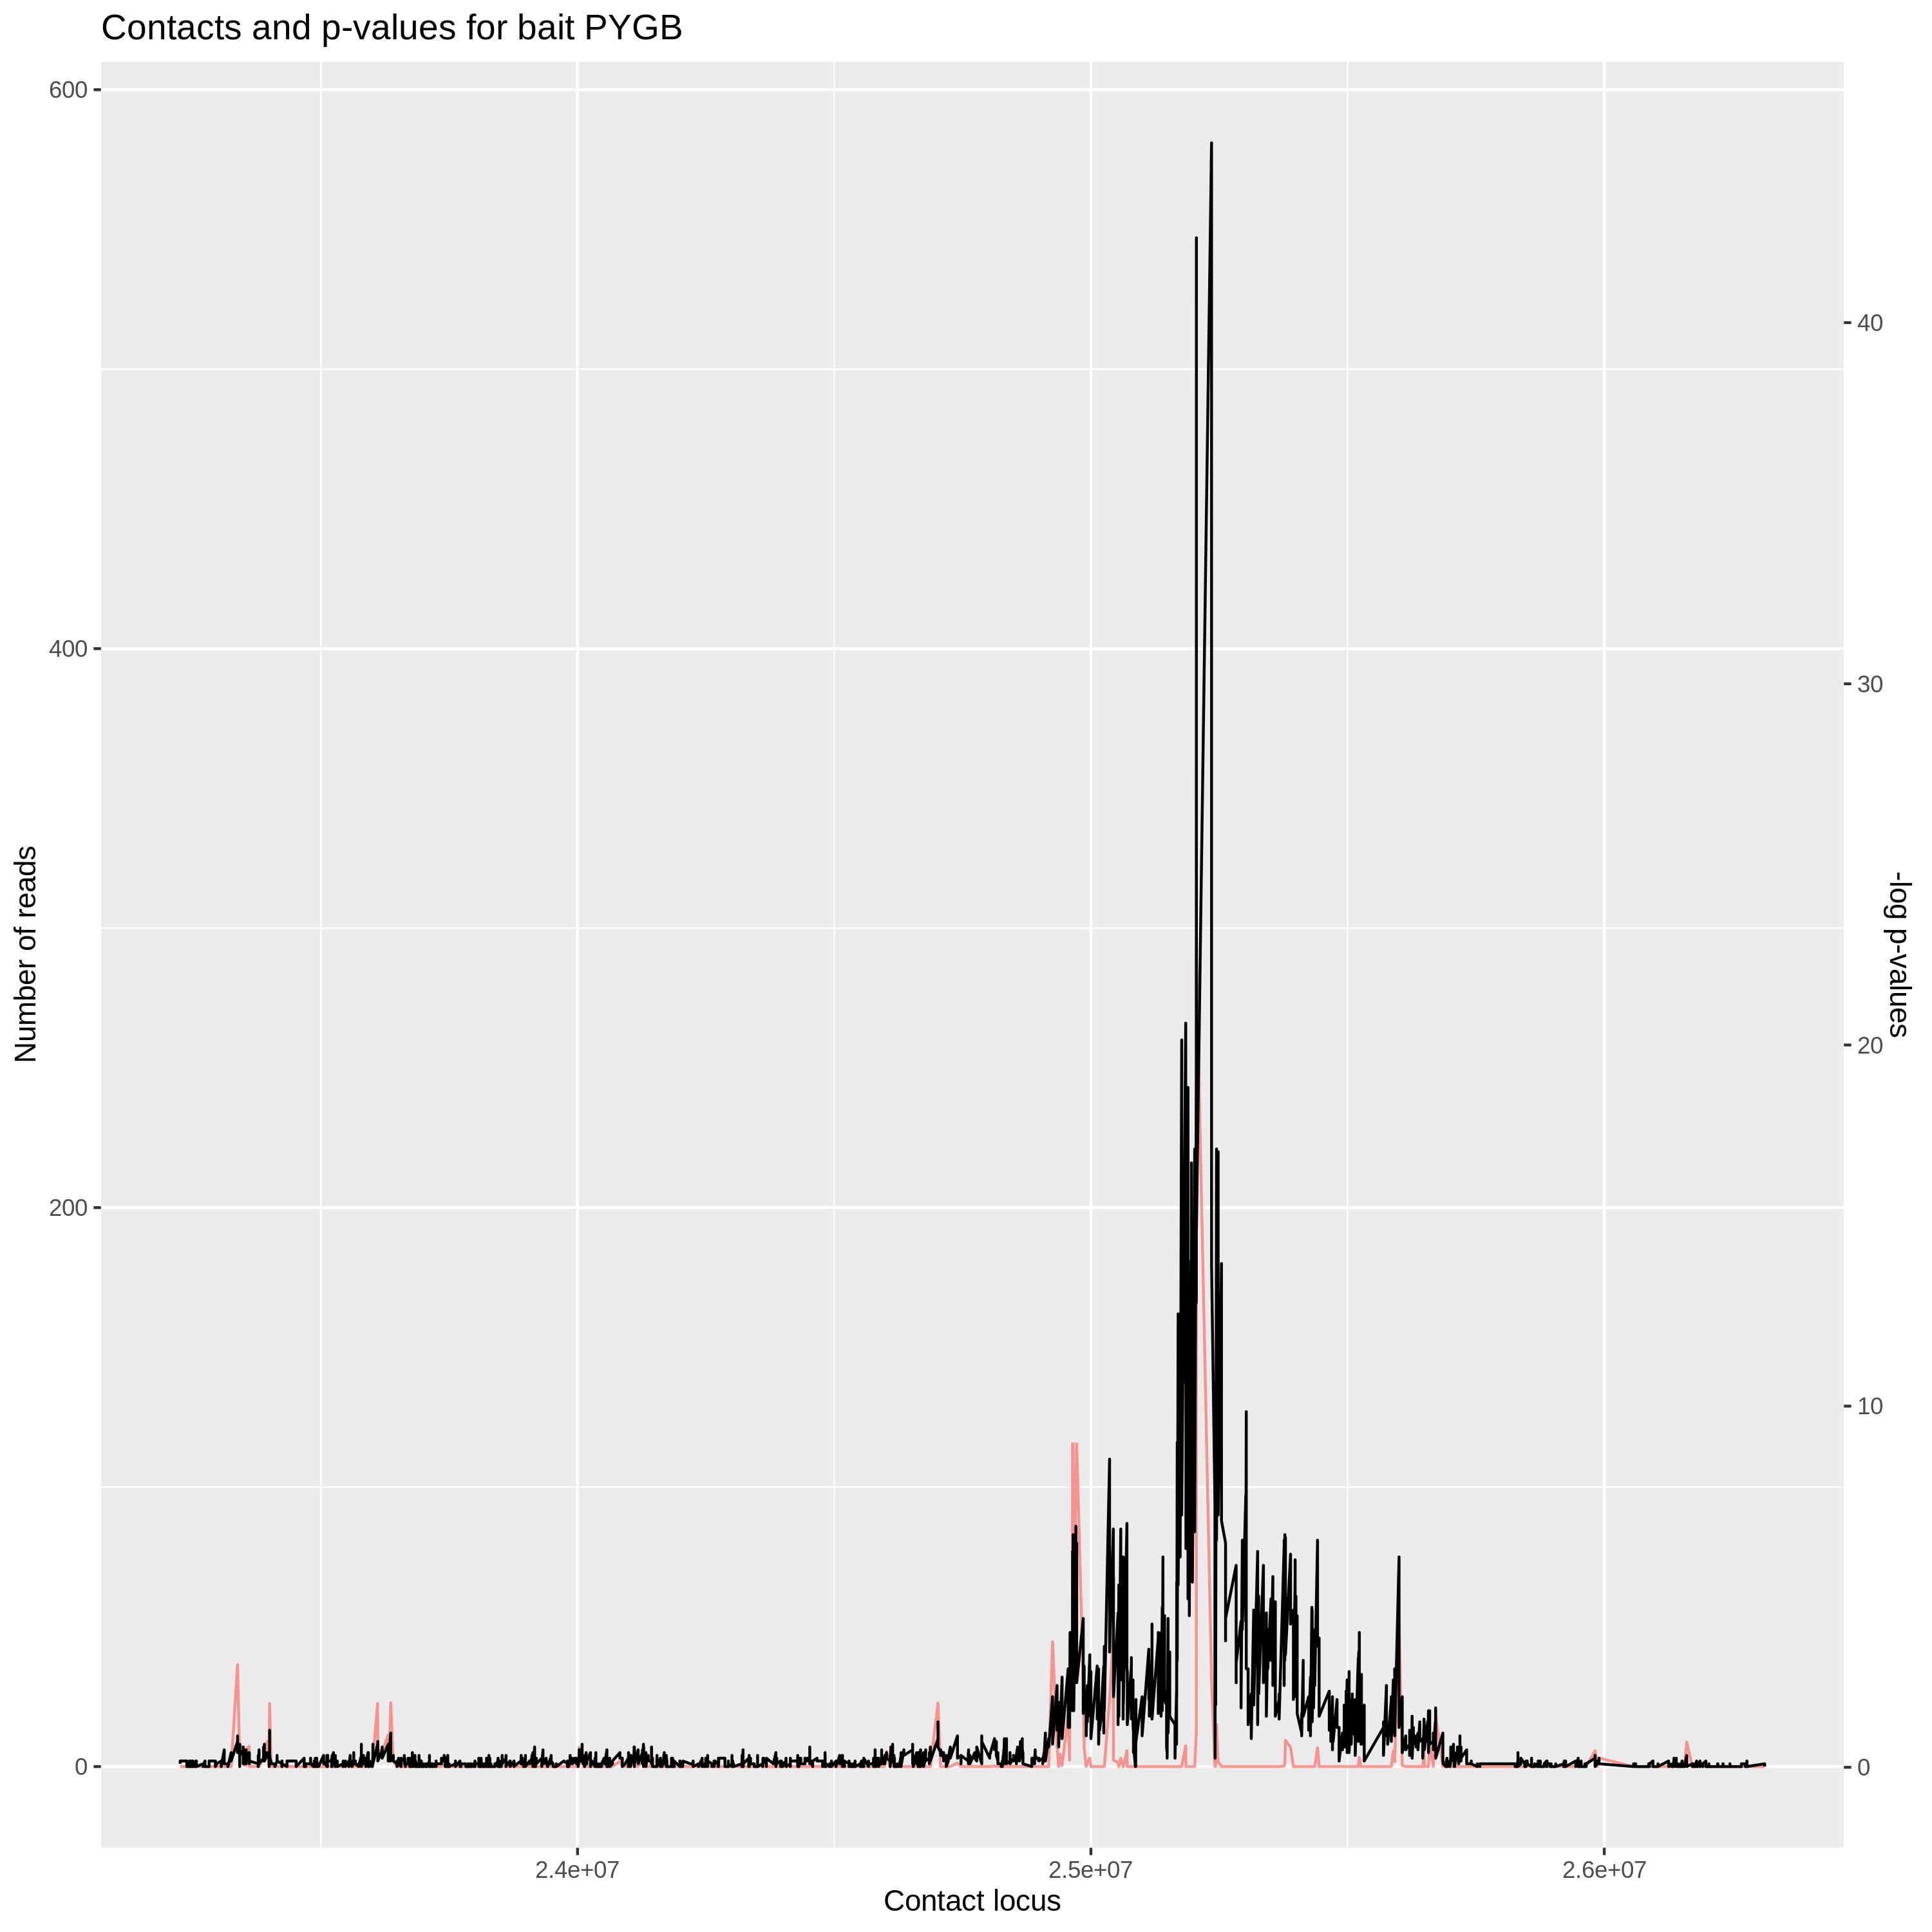 Contacts and p-values for bait PYGB
600
400
200
0
Number of reads
40
30
20
10
0
-log p-values
2.4e+07
2.5e+07
2.6e+07
Contact locus